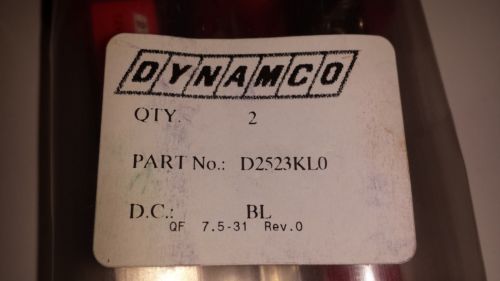 DYNAMCO
QTY. 2
PART No.: D2523KL0
D.C.: BL
QF 7.5-31 Rev.0